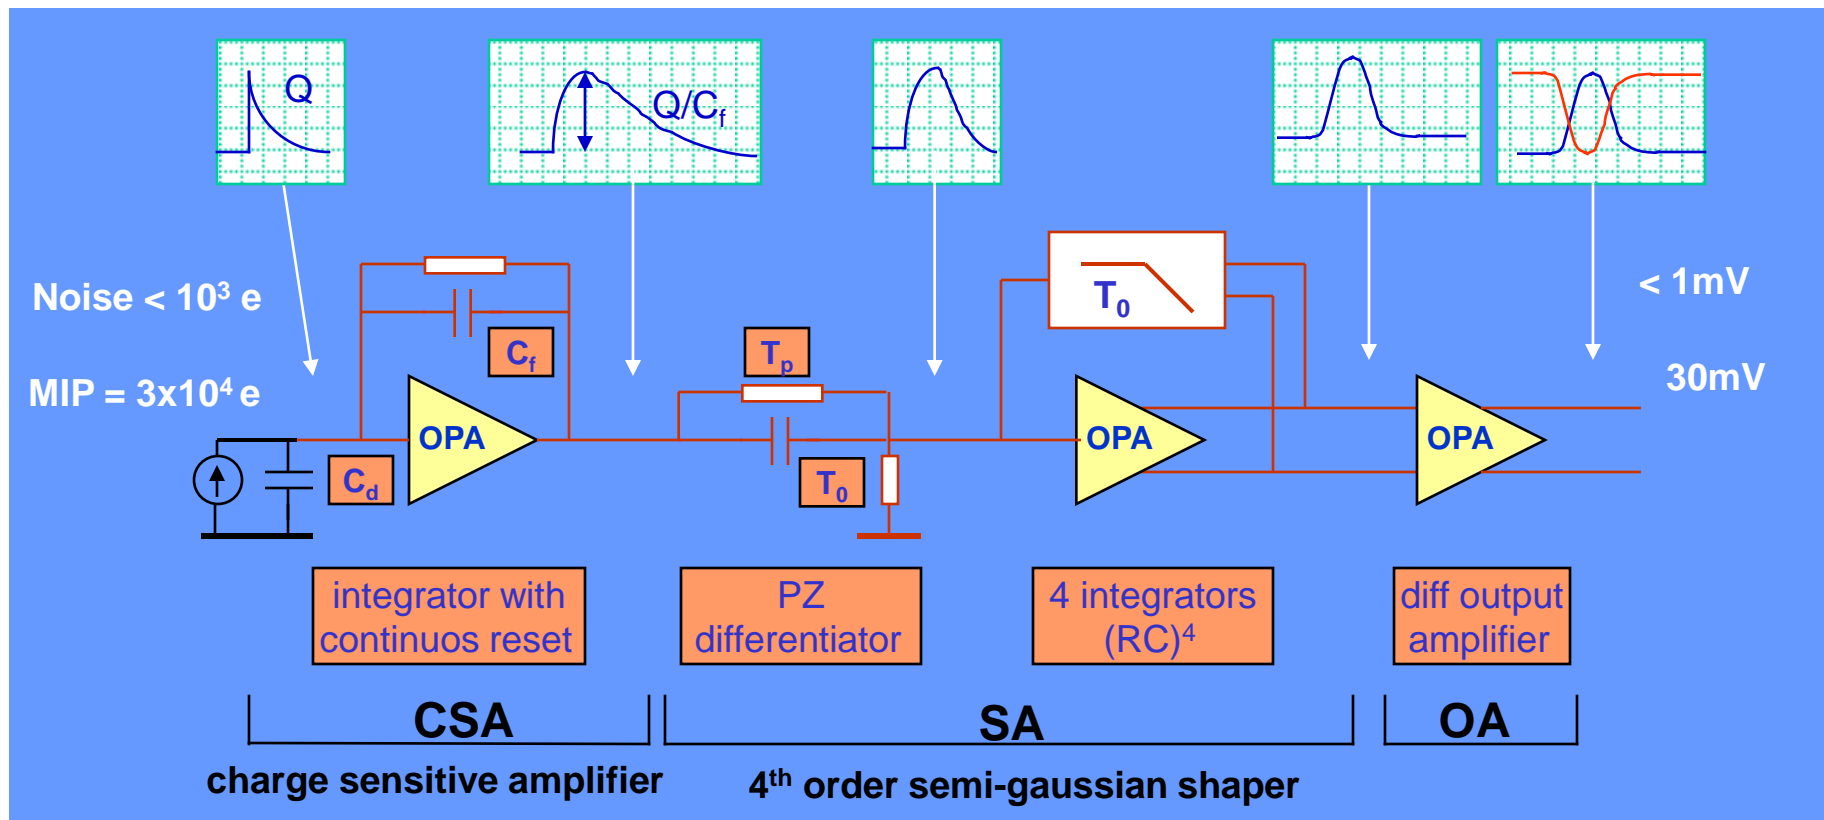 Q
Q/Cf
Noise < 10³ e
MIP = 3x10⁴ e
Cf
Cd
OPA
Tp
T0
T0
OPA
OPA
< 1mV
30mV
integrator with
continuos reset
PZ
differentiator
4 integrators
(RC)⁴
diff output
amplifier
CSA
SA
OA
charge sensitive amplifier
4th order semi-gaussian shaper